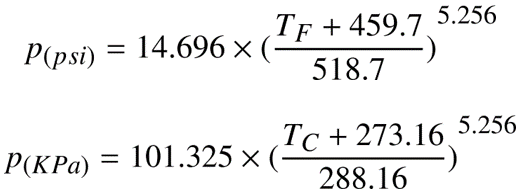 p(psi) = 14.696 × (T_F + 459.7 / 518.7)^5.256
p(KPa) = 101.325 × (T_C + 273.16 / 288.16)^5.256